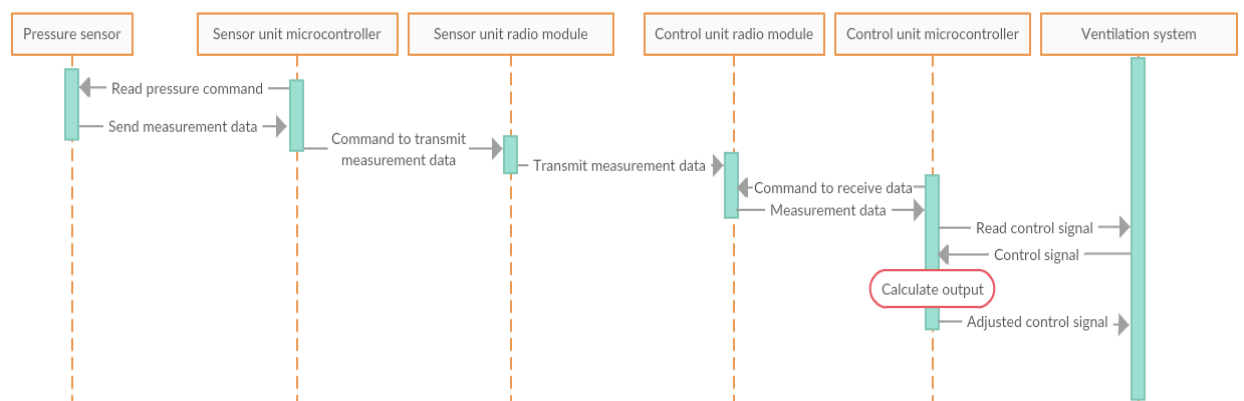 Pressure sensor
Sensor unit microcontroller
Sensor unit radio module
Control unit radio module
Control unit microcontroller
Ventilation system
Read pressure command
Send measurement data
Command to transmit
measurement data
Transmit measurement data
Command to receive data
Measurement data
Read control signal
Control signal
Calculate output
Adjusted control signal